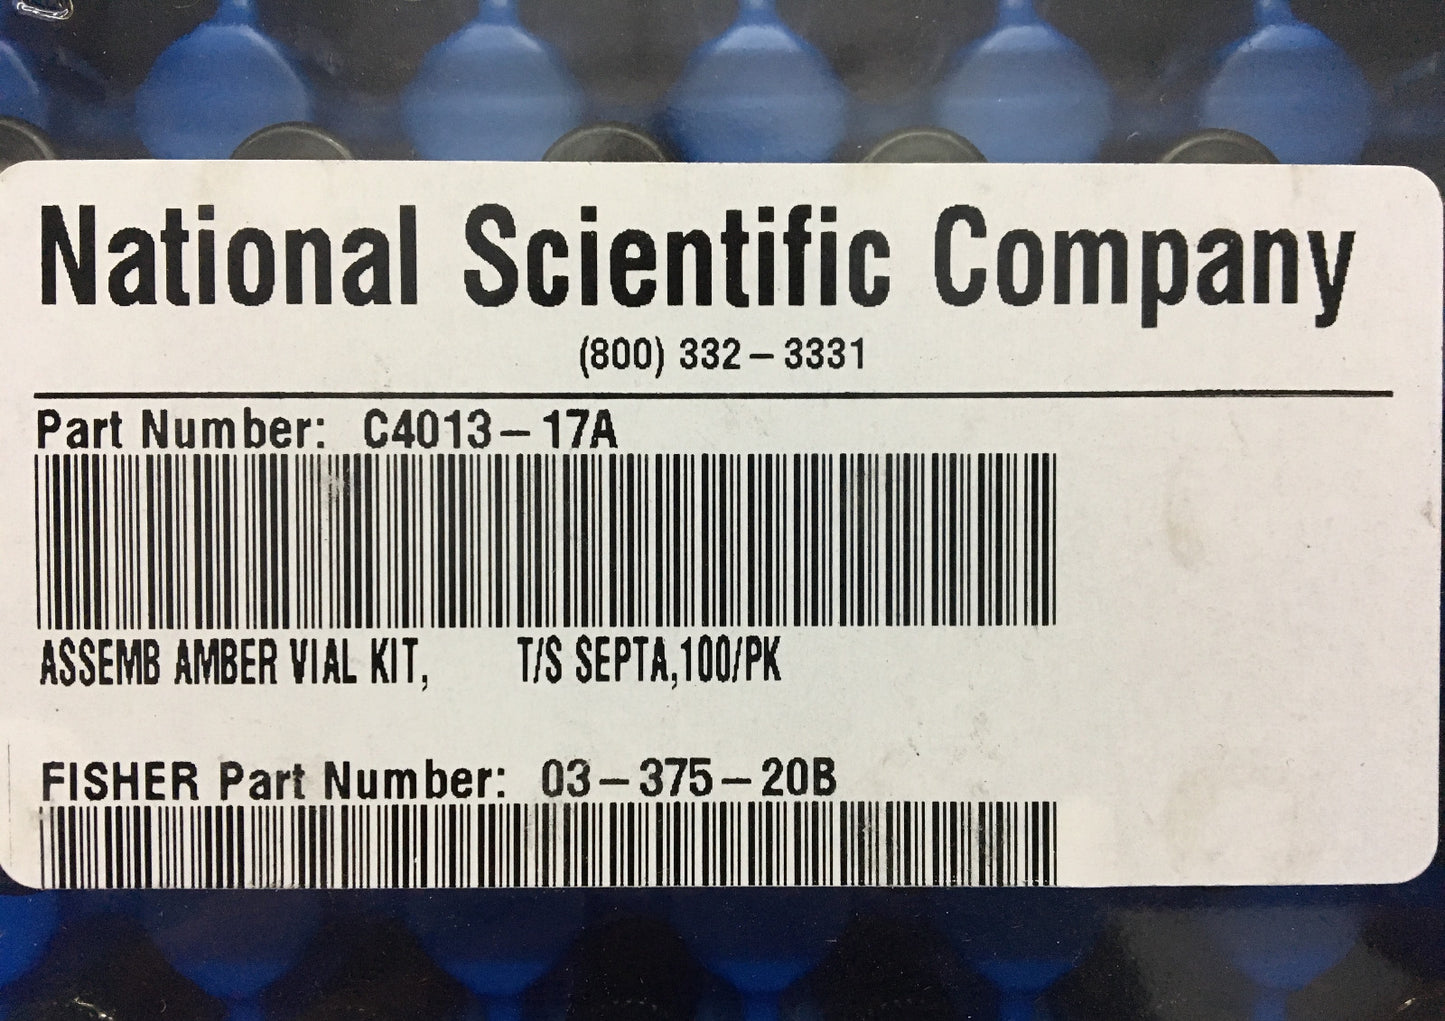 National Scientific Company
(800) 332-3331
Part Number: C4013-17A
ASSEMB AMBER VIAL KIT, T/S SEPTA,100/PK
FISHER Part Number: 03-375-20B